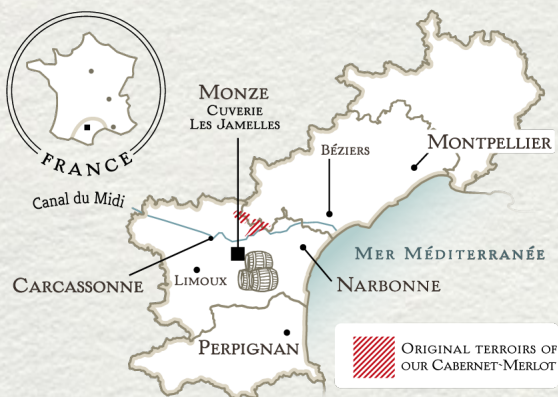 FRANCE
MONZE
CUVERIE
LES JAMELLES
BÉZIERS
MONTPELLIER
Canal du Midi
MER MÉDITERRANÉE
CARCASSONNE
LIMOUX
NARBONNE
PERPIGNAN
ORIGINAL TERROIRS OF
OUR CABERNET-MERLOT